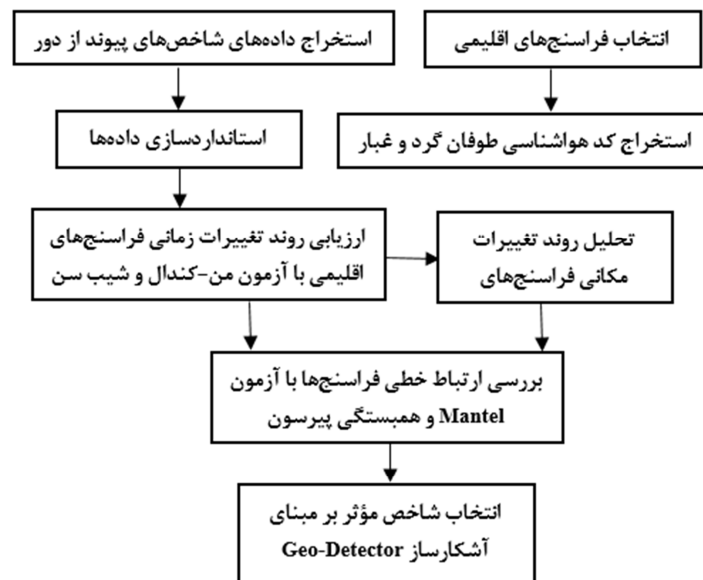 انتخاب فراسنج‌های اقلیمی
استخراج داده‌های شاخص‌های پیوند از دور
استخراج کد هواشناسی طوفان گرد و غبار
استانداردسازی داده‌ها
ارزیابی روند تغییرات زمانی فراسنج‌های
اقلیمی با آزمون من-کندال و شیب سن
تحلیل روند تغییرات
مکانی فراسنج‌های
بررسی ارتباط خطی فراسنج‌ها با آزمون
Mantel و همبستگی پیرسون
انتخاب شاخص مؤثر بر مبنای
آشکارساز Geo-Detector